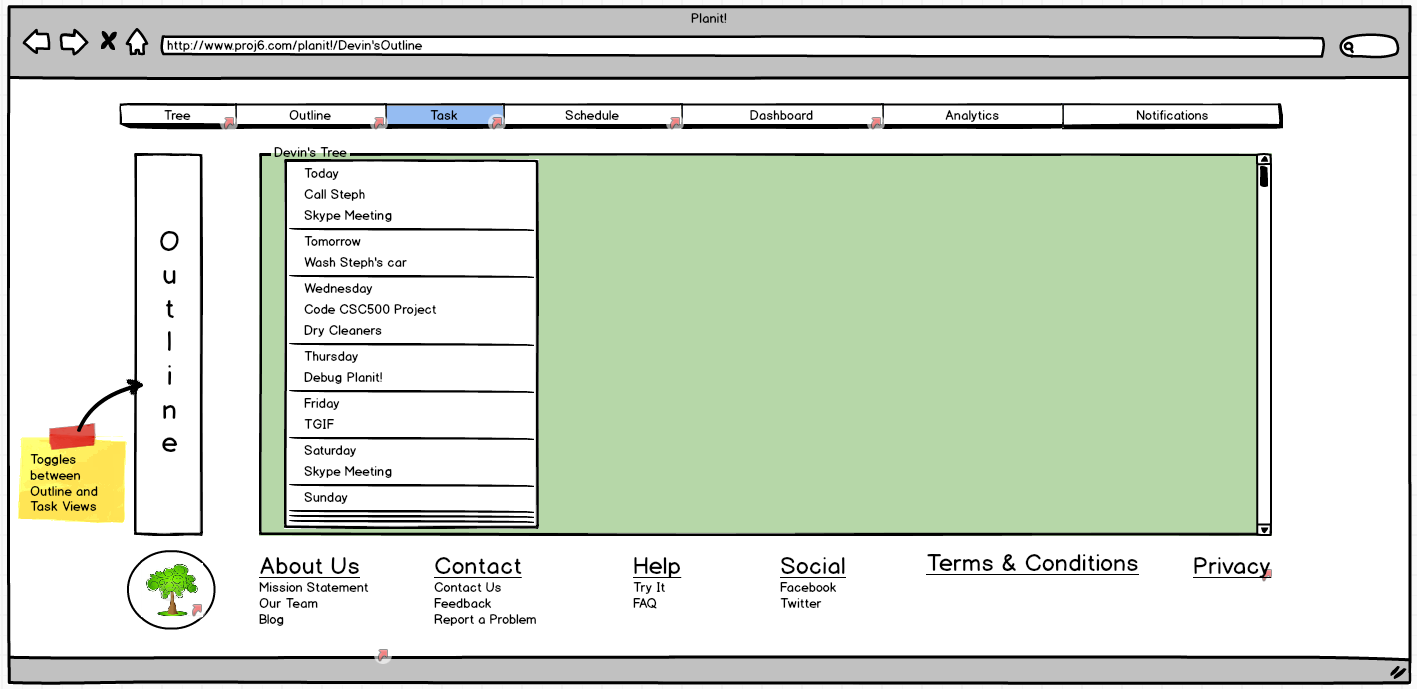 Planit!
http://www.proj6.com/planit!/Devin'sOutline
Tree Outline Task Schedule Dashboard Analytics Notifications
Outline
Devin's Tree
Today
Call Steph
Skype Meeting
Tomorrow
Wash Steph's car
Wednesday
Code CSC500 Project
Dry Cleaners
Thursday
Debug Planit!
Friday
TGIF
Saturday
Skype Meeting
Sunday
Toggles
between
Outline and
Task Views
About Us
Mission Statement
Our Team
Blog
Contact
Contact Us
Feedback
Report a Problem
Help
Try It
FAQ
Social
Facebook
Twitter
Terms & Conditions
Privacy